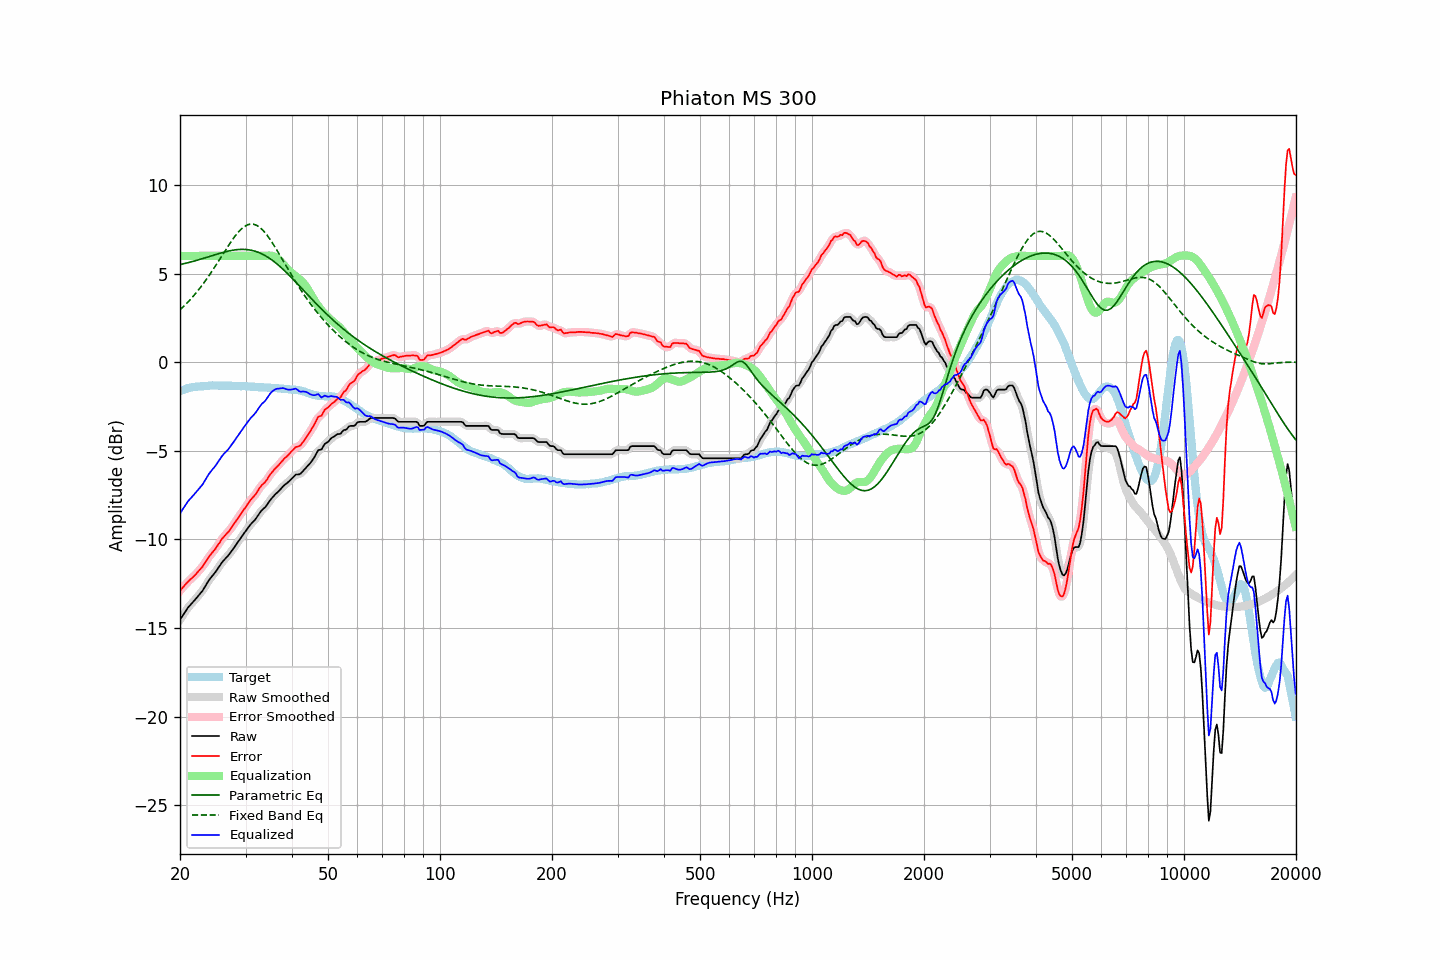 Phiaton MS 300
Amplitude (dBr)
10
5
0
−5
−10
−15
−20
−25
Target
Raw Smoothed
Error Smoothed
Raw
Error
Equalization
Parametric Eq
Fixed Band Eq
Equalized
20 50 100 200 500 1000 2000 5000 10000 20000
Frequency (Hz)